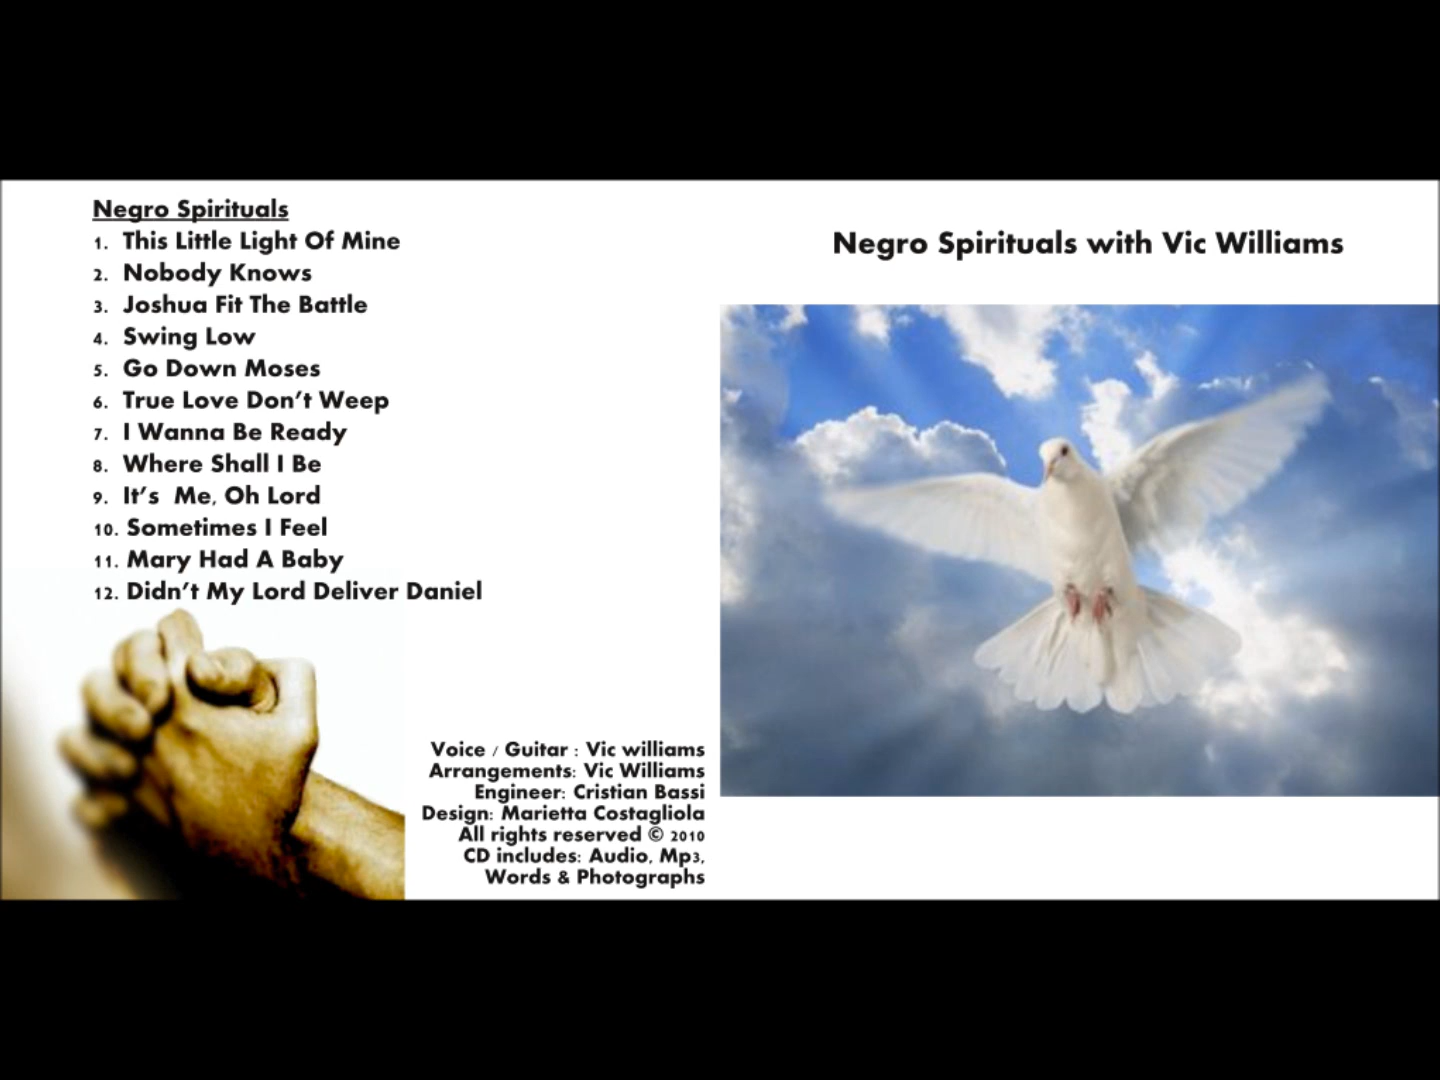 Negro Spirituals
1. This Little Light Of Mine
2. Nobody Knows
3. Joshua Fit The Battle
4. Swing Low
5. Go Down Moses
6. True Love Don't Weep
7. I Wanna Be Ready
8. Where Shall I Be
9. It's  Me, Oh Lord
10. Sometimes I Feel
11. Mary Had A Baby
12. Didn't My Lord Deliver Daniel
Voice / Guitar : Vic williams
Arrangements: Vic Williams
Engineer: Cristian Bassi
Design: Marietta Costagliola
All rights reserved © 2010
CD includes: Audio, Mp3,
Words & Photographs
Negro Spirituals with Vic Williams